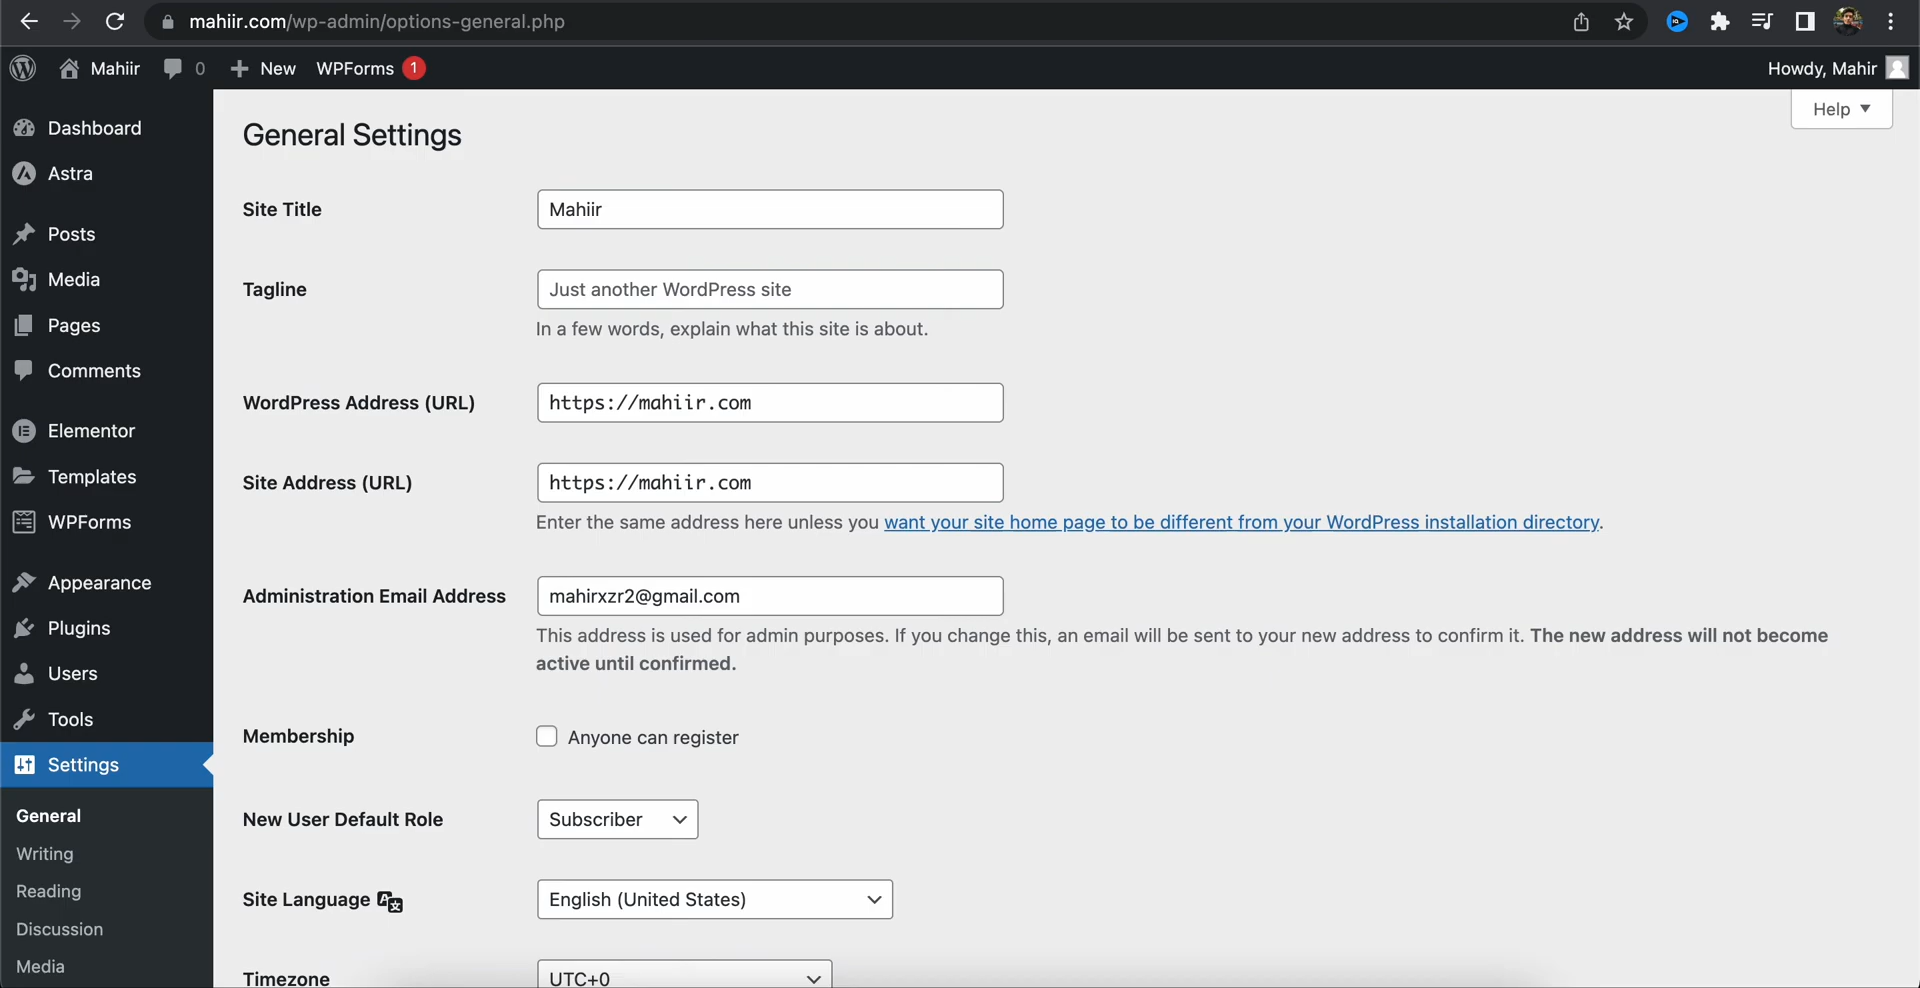 mahiir.com/wp-admin/options-general.php
Mahiir 0 New WPForms 1 Howdy, Mahir
Help
Dashboard
Astra
Posts
Media
Pages
Comments
Elementor
Templates
WPForms
Appearance
Plugins
Users
Tools
Settings
General
Writing
Reading
Discussion
Media
General Settings
Site Title Mahiir
Tagline Just another WordPress site
In a few words, explain what this site is about.
WordPress Address (URL) https://mahiir.com
Site Address (URL) https://mahiir.com
Enter the same address here unless you want your site home page to be different from your WordPress installation directory.
Administration Email Address mahirxzr2@gmail.com
This address is used for admin purposes. If you change this, an email will be sent to your new address to confirm it. The new address will not become
active until confirmed.
Membership Anyone can register
New User Default Role Subscriber
Site Language English (United States)
Timezone UTC+0